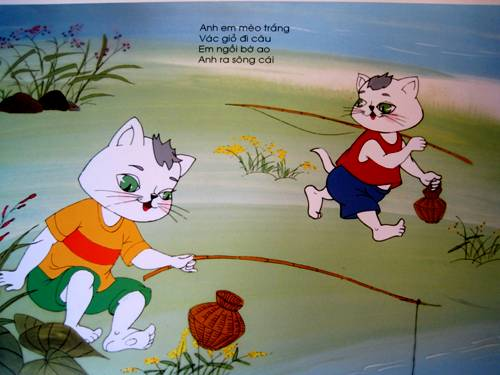 Anh em mèo trắng
Vác giỏ đi câu
Em ngồi bờ ao
Anh ra sông cái